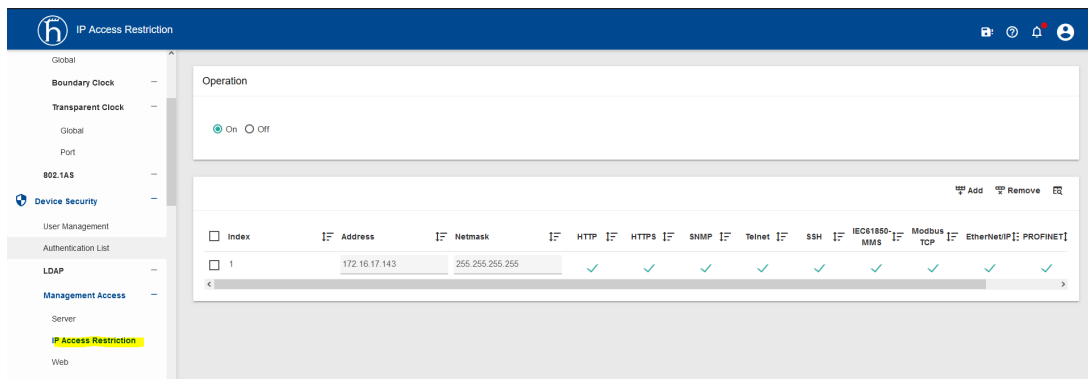 IP Access Restriction
Global
Boundary Clock
Transparent Clock
Global
Port
802.1AS
Device Security
User Management
Authentication List
LDAP
Management Access
Server
IP Access Restriction
Web
Operation
On Off
Add Remove
Index Address Netmask HTTP HTTPS SNMP Telnet SSH IEC61850-MMS Modbus TCP EtherNet/IP PROFINET
1 172.16.17.143 255.255.255.255